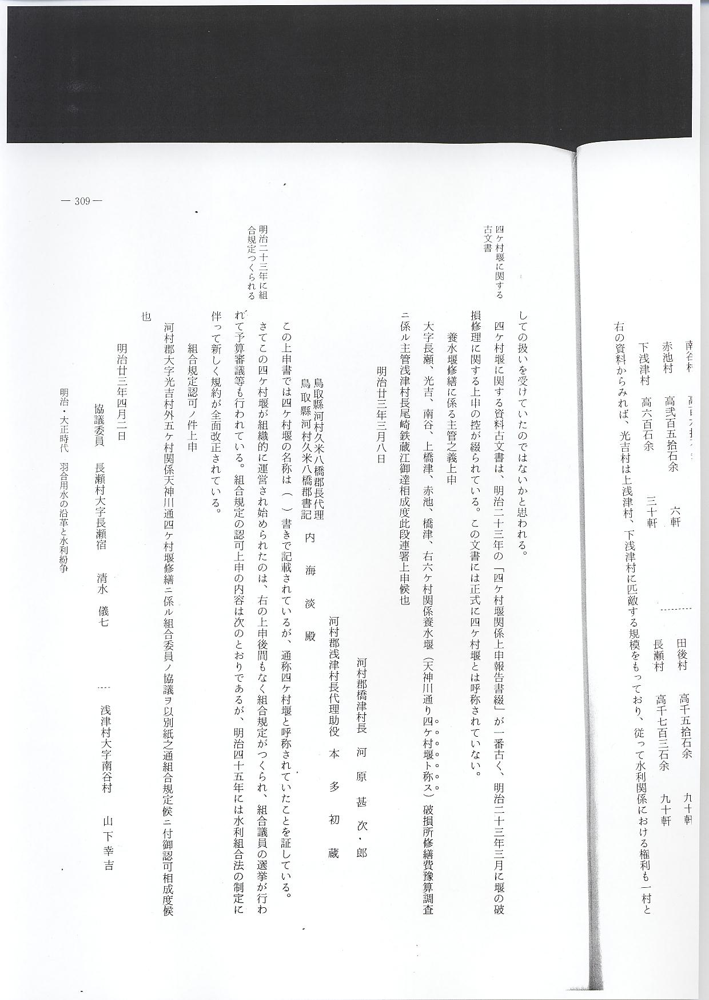 赤池村　高弐百五拾石余　六軒
下浅津村　高六百石余　三十軒
田後村　高千五拾石余　九十軒
長瀬村　高千七百三石余　九十軒
右の資料からみれば、光吉村は上浅津村、下浅津村に匹敵する規模をもっており、従って水利関係における権利も一村と
しての扱いを受けていたのではないかと思われる。
四ケ村堰に関する
古文書
四ケ村堰に関する資料古文書は、明治二十三年の「四ケ村堰関係上申報告書綴」が一番古く、明治二十三年三月に堰の破
損修理に関する上申の控が綴られている。この文書には正式に四ケ村堰とは呼称されていない。
養水堰修繕に係る主管之義上申
大字長瀬、光吉、南谷、上橋津、赤池、橋津、右六ケ村関係養水堰（天神川通り四ケ村堰ト称ス）破損所修繕費豫算調査
ニ係ル主管浅津村長尾崎鉄蔵江御達相成度此段連署上申候也
明治廿三年三月八日
河村郡橋津村長　河原甚次郎
河村郡浅津村長代理助役　本多初蔵
鳥取縣河村久米八橋郡長代理
鳥取縣河村久米八橋郡書記　内海淡殿
この上申書では四ケ村堰の名称は（　）書きで記載されているが、通称四ケ村堰と呼称されていたことを証している。
明治二十三年に組
合規定つくられる
さてこの四ケ村堰が組織的に運営され始められたのは、右の上申後間もなく組合規定がつくられ、組合議員の選挙が行わ
れて予算審議等も行われている。組合規定の認可上申の内容は次のとおりであるが、明治四十五年には水利組合法の制定に
伴って新しく規約が全面改正されている。
組合規定認可ノ件上申
河村郡大字光吉村外五ケ村関係天神川通四ケ村堰修繕ニ係ル組合委員ノ協議ヲ以別紙之通組合規定候ニ付御認可相成度候
也
明治廿三年四月二日
協議委員　長瀬村大字長瀬宿　清水儀七
浅津村大字南谷村　山下幸吉
明治・大正時代　羽合用水の沿革と水利紛争
― 309 ―